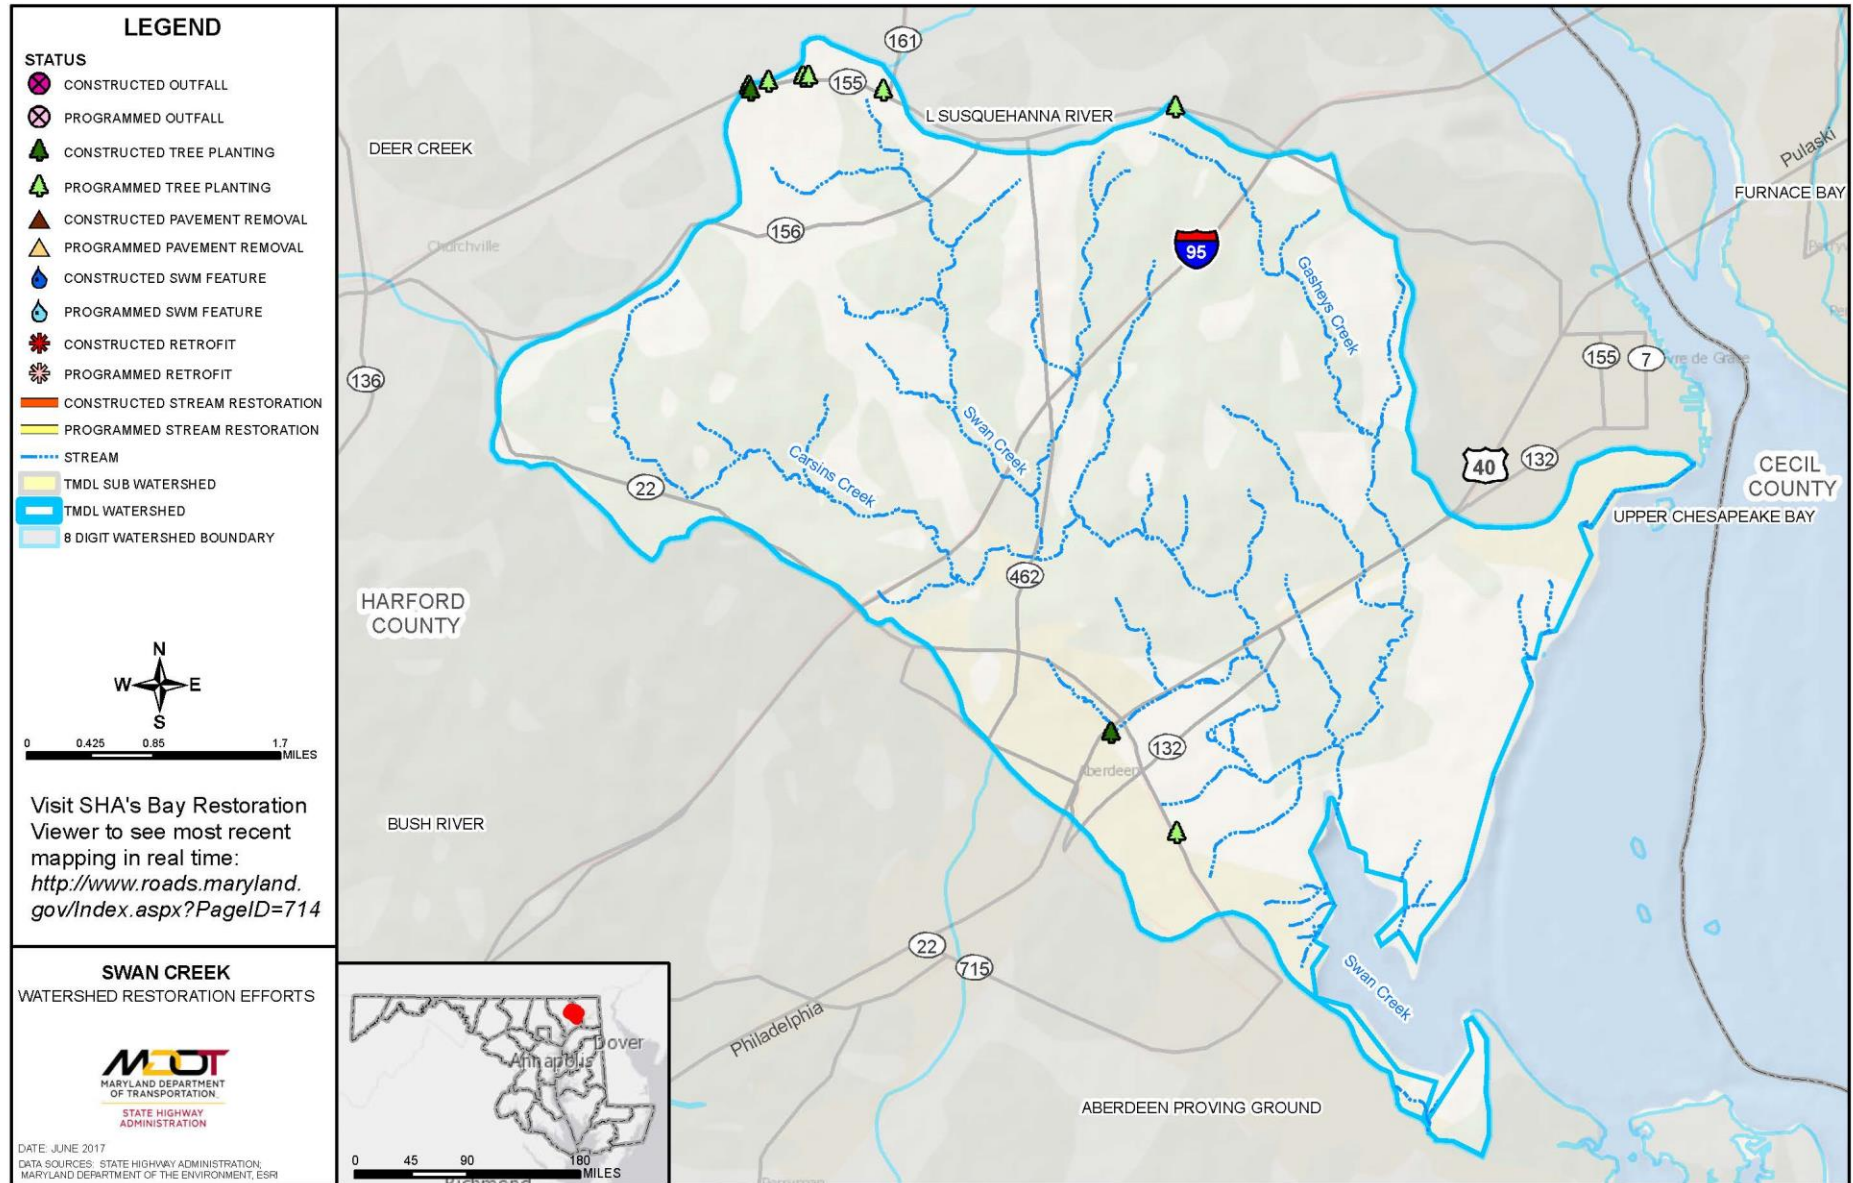 LEGEND
STATUS
CONSTRUCTED OUTFALL
PROGRAMMED OUTFALL
CONSTRUCTED TREE PLANTING
PROGRAMMED TREE PLANTING
CONSTRUCTED PAVEMENT REMOVAL
PROGRAMMED PAVEMENT REMOVAL
CONSTRUCTED SWM FEATURE
PROGRAMMED SWM FEATURE
CONSTRUCTED RETROFIT
PROGRAMMED RETROFIT
CONSTRUCTED STREAM RESTORATION
PROGRAMMED STREAM RESTORATION
STREAM
TMDL SUB WATERSHED
TMDL WATERSHED
8 DIGIT WATERSHED BOUNDARY
N
W E
S
0 0.425 0.85 1.7
MILES
Visit SHA's Bay Restoration
Viewer to see most recent
mapping in real time:
http://www.roads.maryland.
gov/Index.aspx?PageID=714
SWAN CREEK
WATERSHED RESTORATION EFFORTS
MDOT
MARYLAND DEPARTMENT
OF TRANSPORTATION
STATE HIGHWAY
ADMINISTRATION
DATE: JUNE 2017
DATA SOURCES: STATE HIGHWAY ADMINISTRATION;
MARYLAND DEPARTMENT OF THE ENVIRONMENT, ESRI
161
155
L SUSQUEHANNA RIVER
DEER CREEK
Pulaski
FURNACE BAY
156
Churchville
95
Gasheys Creek
136
155
7
vre de Grace
Swan Creek
Carsins Creek
22
40
132
CECIL
COUNTY
UPPER CHESAPEAKE BAY
462
HARFORD
COUNTY
132
Aberdeen
BUSH RIVER
22
715
Swan Creek
Philadelphia
ABERDEEN PROVING GROUND
Dover
Annapolis
0 45 90 180
MILES
Richmond